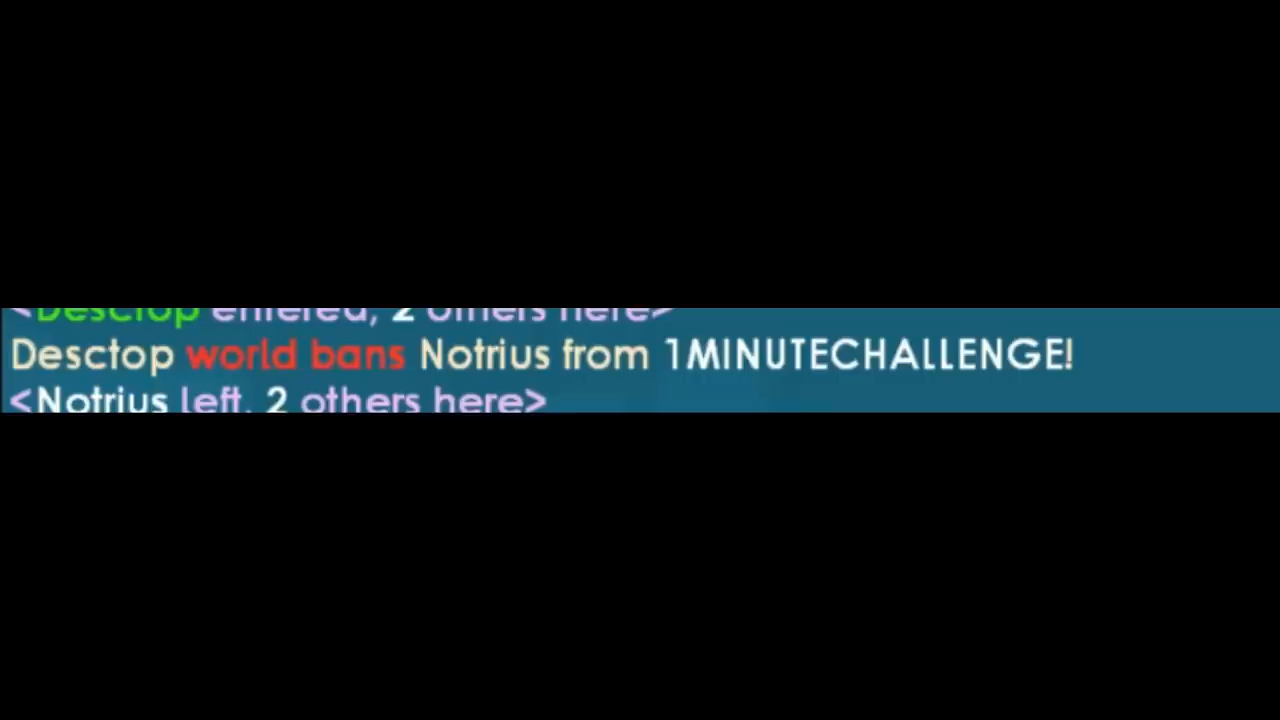 <Desctop entered, 2 others here>
Desctop world bans Notrius from 1MINUTECHALLENGE!
<Notrius left, 2 others here>